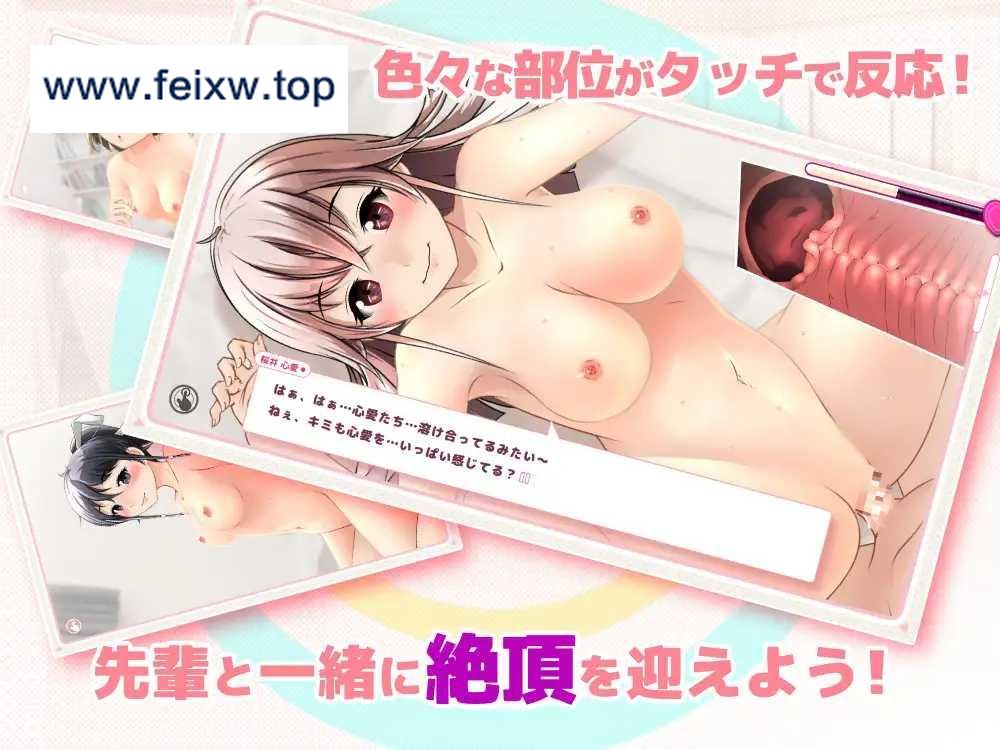 www.feixw.top
色々な部位がタッチで反応!
桜井 心愛
はぁ、はぁ…心愛たち…溶け合ってるみたい～
ねぇ、キミも心愛を…いっぱい感じてる?
先輩と一緒に絶頂を迎えよう!